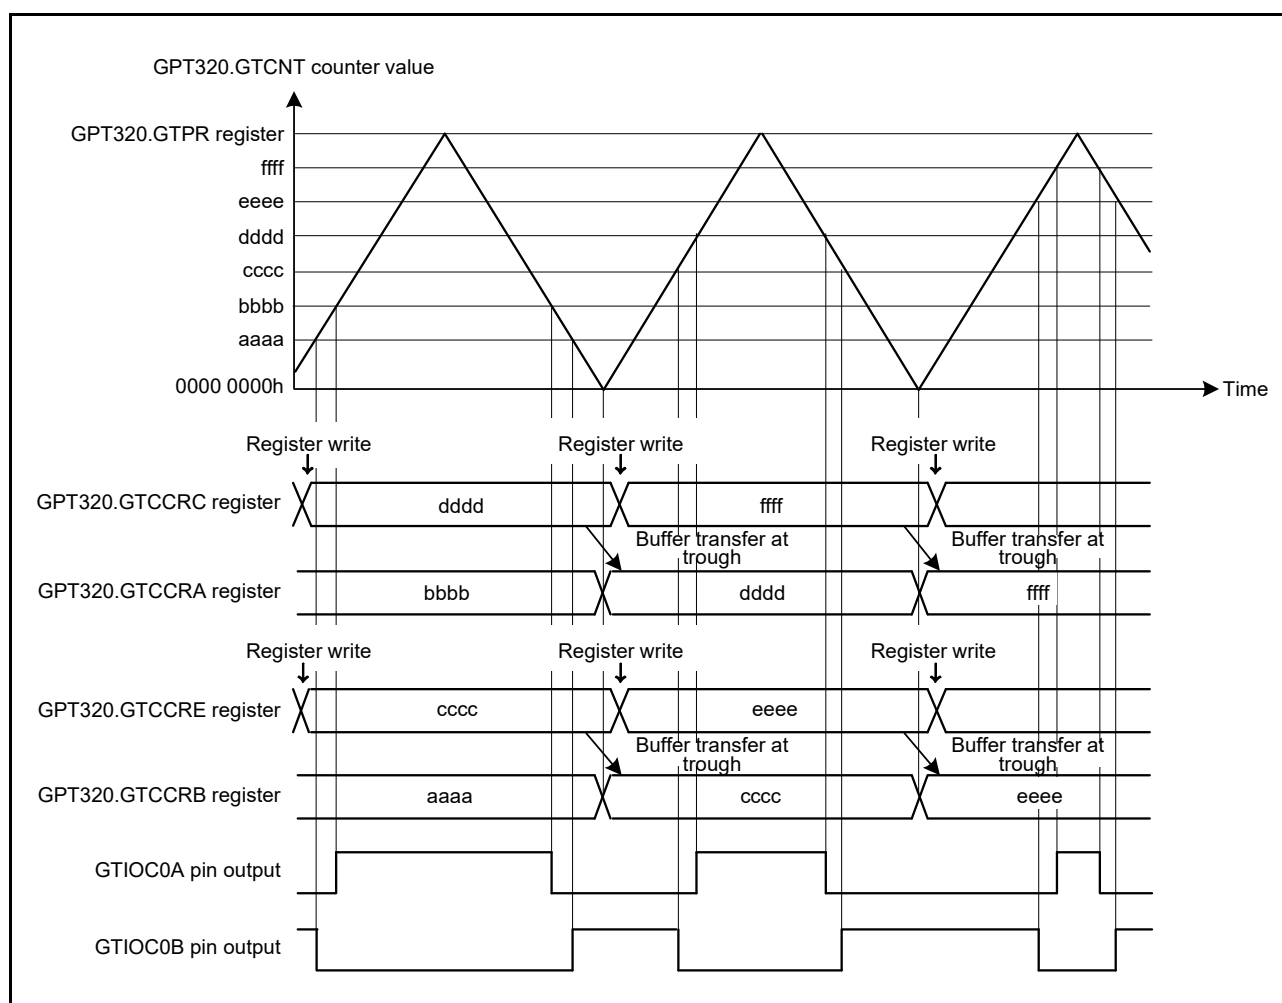 GPT320.GTCNT counter value
GPT320.GTPR register
ffff
eeee
dddd
cccc
bbbb
aaaa
0000 0000h
Time
Register write Register write Register write
GPT320.GTCCRC register dddd ffff
Buffer transfer at Buffer transfer at
trough trough
GPT320.GTCCRA register bbbb dddd ffff
Register write Register write Register write
GPT320.GTCCRE register cccc eeee
Buffer transfer at Buffer transfer at
trough trough
GPT320.GTCCRB register aaaa cccc eeee
GTIOC0A pin output
GTIOC0B pin output